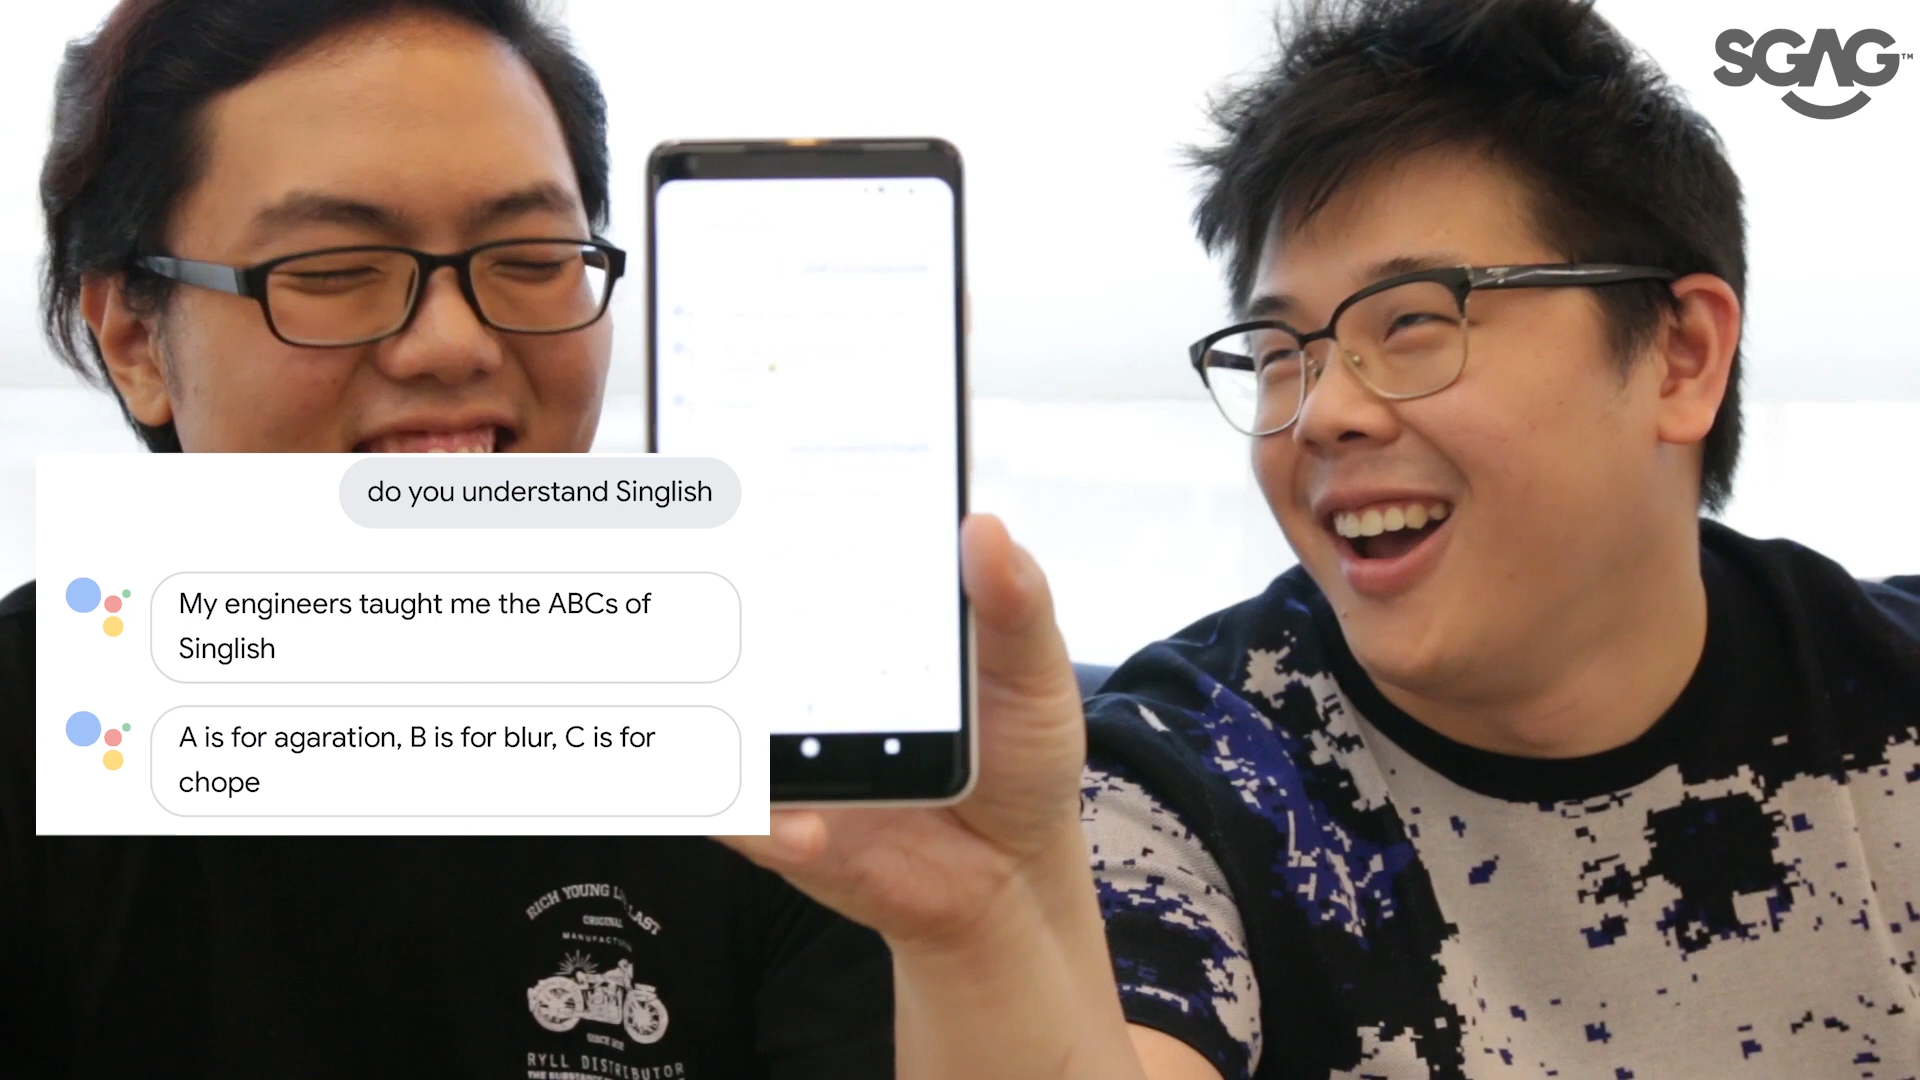 SGAG™
do you understand Singlish
My engineers taught me the ABCs of
Singlish
A is for agaration, B is for blur, C is for
chope
RICH YOUNG
LAST
ORIGINAL
RYLL DISTRIBUTOR